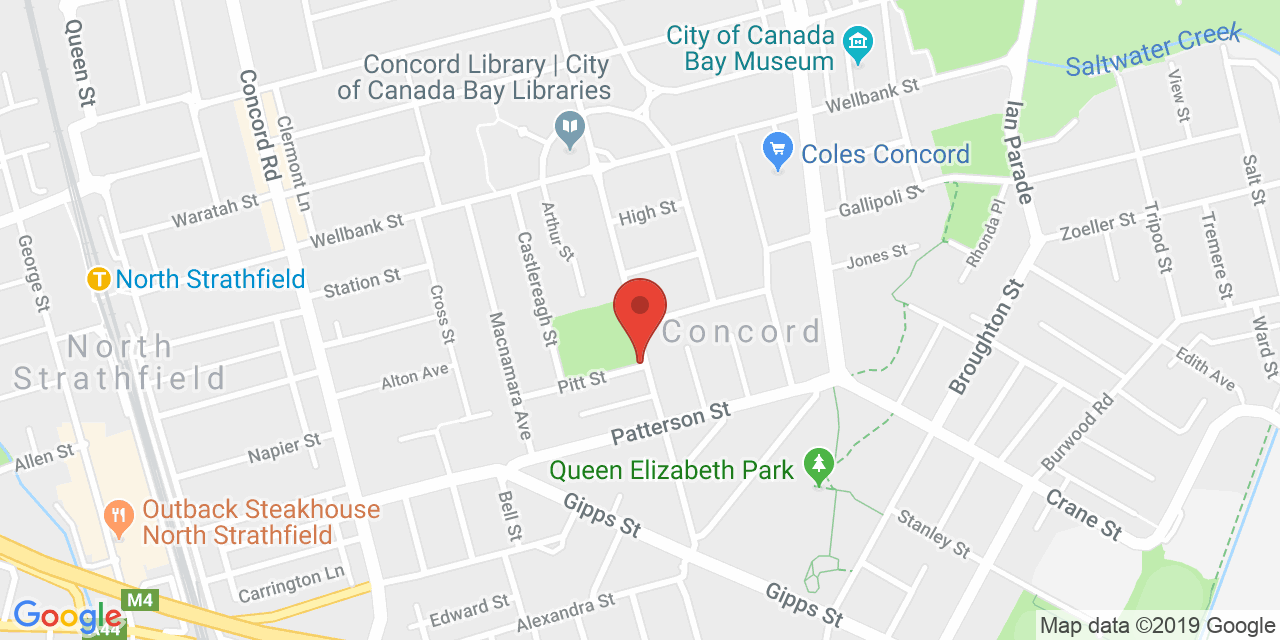 Queen St
Concord Rd
Clermont Ln
Concord Library | City
of Canada Bay Libraries
City of Canada
Bay Museum
Saltwater Creek
Ian Parade
View St
Wellbank St
Coles Concord
Salt St
Waratah St
Wellbank St
High St
Arthur St
Gallipoli St
Rhonda Pl
Zoeller St
Tripod St
Tremere St
George St
T
North Strathfield
Station St
Castlereagh St
Jones St
Cross St
Macnamara Ave
Broughton St
Ward St
North
Strathfield
Concord
Edith Ave
Alton Ave
Pitt St
Patterson St
Burwood Rd
Napier St
Allen St
Queen Elizabeth Park
Outback Steakhouse
North Strathfield
Bell St
Gipps St
Crane St
Stanley St
Carrington Ln
Edward St
Alexandra St
Gipps St
M4
A44
Google
Map data ©2019 Google